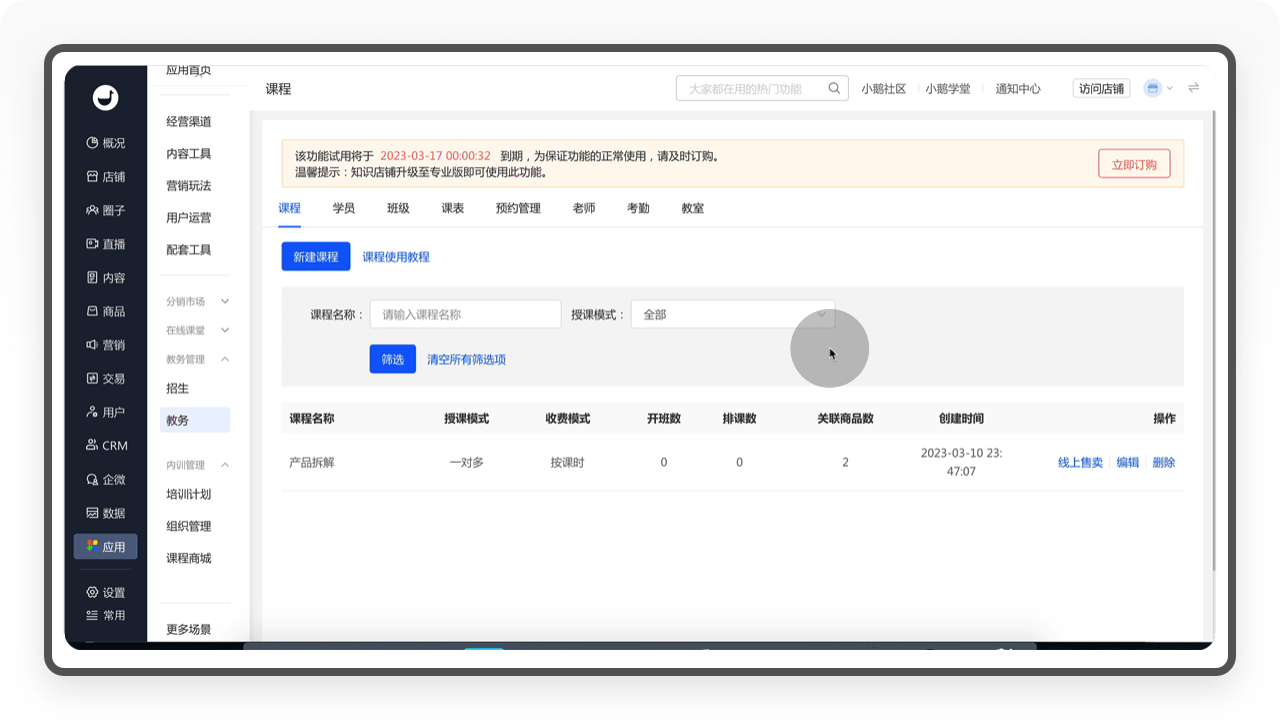 概况
店铺
圈子
直播
内容
商品
营销
交易
用户
CRM
企微
数据
应用
设置
常用
应用首页
经营渠道
内容工具
营销玩法
用户运营
配套工具
分销市场
在线课堂
教务管理
招生
教务
内训管理
培训计划
组织管理
课程商城
更多场景
课程
大家都在用的热门功能
小鹅社区
小鹅学堂
通知中心
访问店铺
该功能试用将于 2023-03-17 00:00:32 到期，为保证功能的正常使用，请及时订购。
温馨提示：知识店铺升级至专业版即可使用此功能。
立即订购
课程 学员 班级 课表 预约管理 老师 考勤 教室
新建课程 课程使用教程
课程名称： 请输入课程名称 授课模式： 全部
筛选 清空所有筛选项
课程名称 授课模式 收费模式 开班数 排课数 关联商品数 创建时间 操作
产品拆解 一对多 按课时 0 0 2 2023-03-10 23:
47:07 线上售卖 编辑 删除